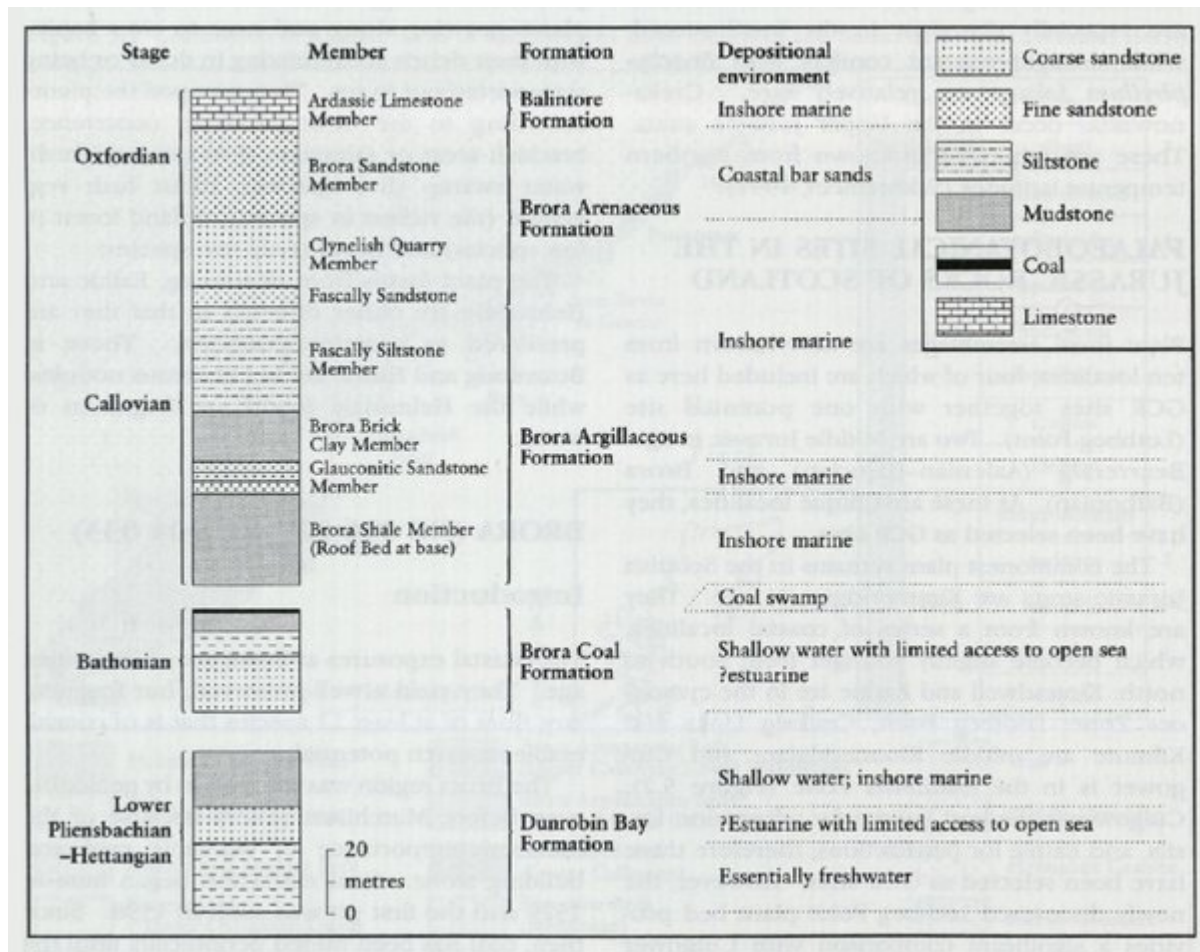 Stage
Member
Formation
Depositional
environment
Coarse sandstone
Fine sandstone
Siltstone
Mudstone
Coal
Limestone
Oxfordian
Callovian
Bathonian
Lower
Pliensbachian
–Hettangian
Ardassie Limestone
Member
Brora Sandstone
Member
Clynelish Quarry
Member
Fascally Sandstone
Fascally Siltstone
Member
Brora Brick
Clay Member
Glauconitic Sandstone
Member
Brora Shale Member
(Roof Bed at base)
20
metres
0
Balintore
Formation
Brora Arenaceous
Formation
Brora Argillaceous
Formation
Brora Coal
Formation
Dunrobin Bay
Formation
Inshore marine
Coastal bar sands
Inshore marine
Inshore marine
Inshore marine
Coal swamp
Shallow water with limited access to open sea
?estuarine
Shallow water; inshore marine
?Estuarine with limited access to open sea
Essentially freshwater